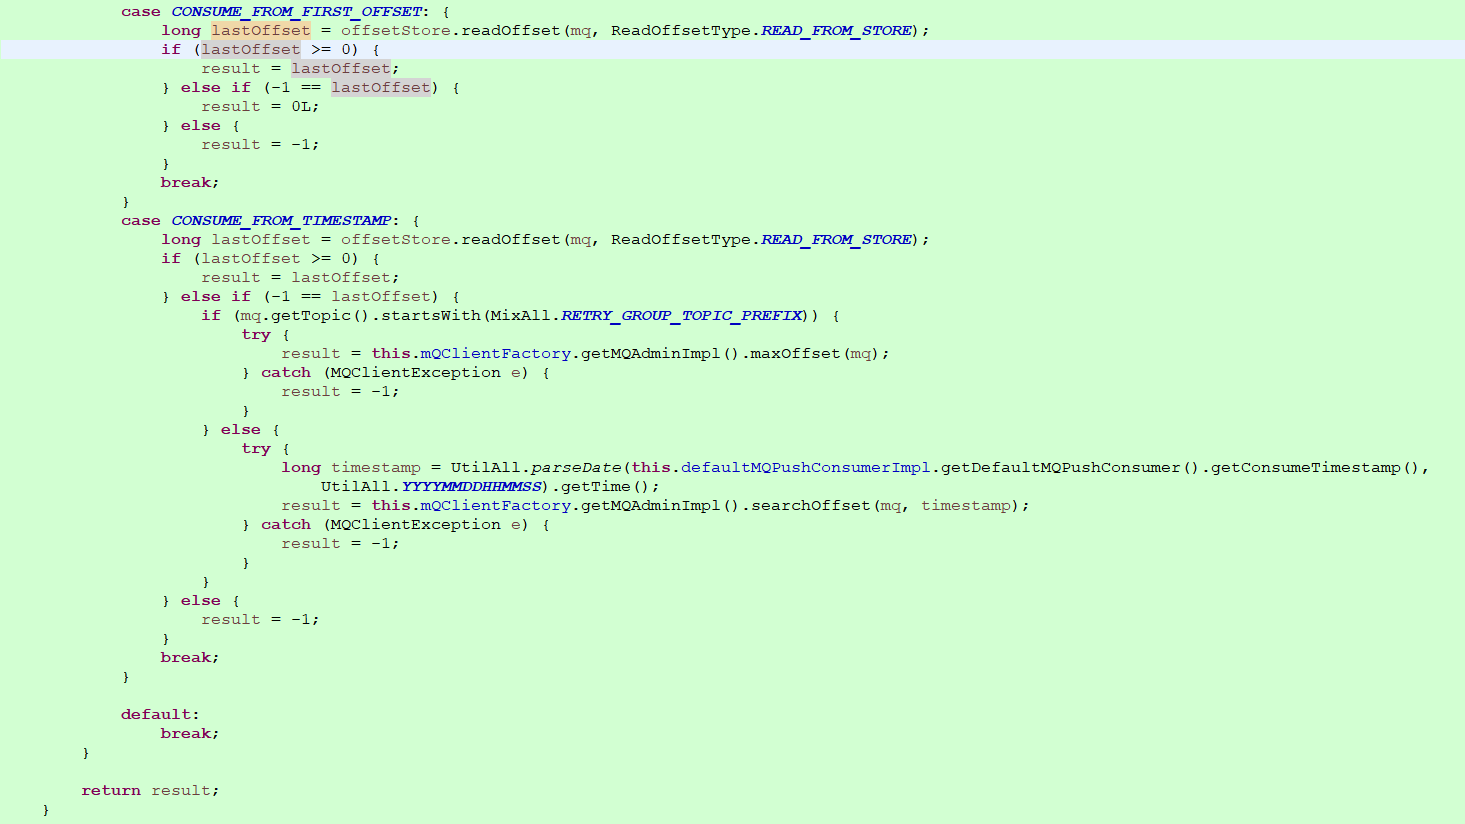 case CONSUME_FROM_FIRST_OFFSET: {
long lastOffset = offsetStore.readOffset(mq, ReadOffsetType.READ_FROM_STORE);
if (lastOffset >= 0) {
result = lastOffset;
} else if (-1 == lastOffset) {
result = 0L;
} else {
result = -1;
}
break;
}
case CONSUME_FROM_TIMESTAMP: {
long lastOffset = offsetStore.readOffset(mq, ReadOffsetType.READ_FROM_STORE);
if (lastOffset >= 0) {
result = lastOffset;
} else if (-1 == lastOffset) {
if (mq.getTopic().startsWith(MixAll.RETRY_GROUP_TOPIC_PREFIX)) {
try {
result = this.mQClientFactory.getMQAdminImpl().maxOffset(mq);
} catch (MQClientException e) {
result = -1;
}
} else {
try {
long timestamp = UtilAll.parseDate(this.defaultMQPushConsumerImpl.getDefaultMQPushConsumer().getConsumeTimestamp(),
UtilAll.YYYYMMDDHHMMSS).getTime();
result = this.mQClientFactory.getMQAdminImpl().searchOffset(mq, timestamp);
} catch (MQClientException e) {
result = -1;
}
}
} else {
result = -1;
}
break;
}
default:
break;
}
return result;
}